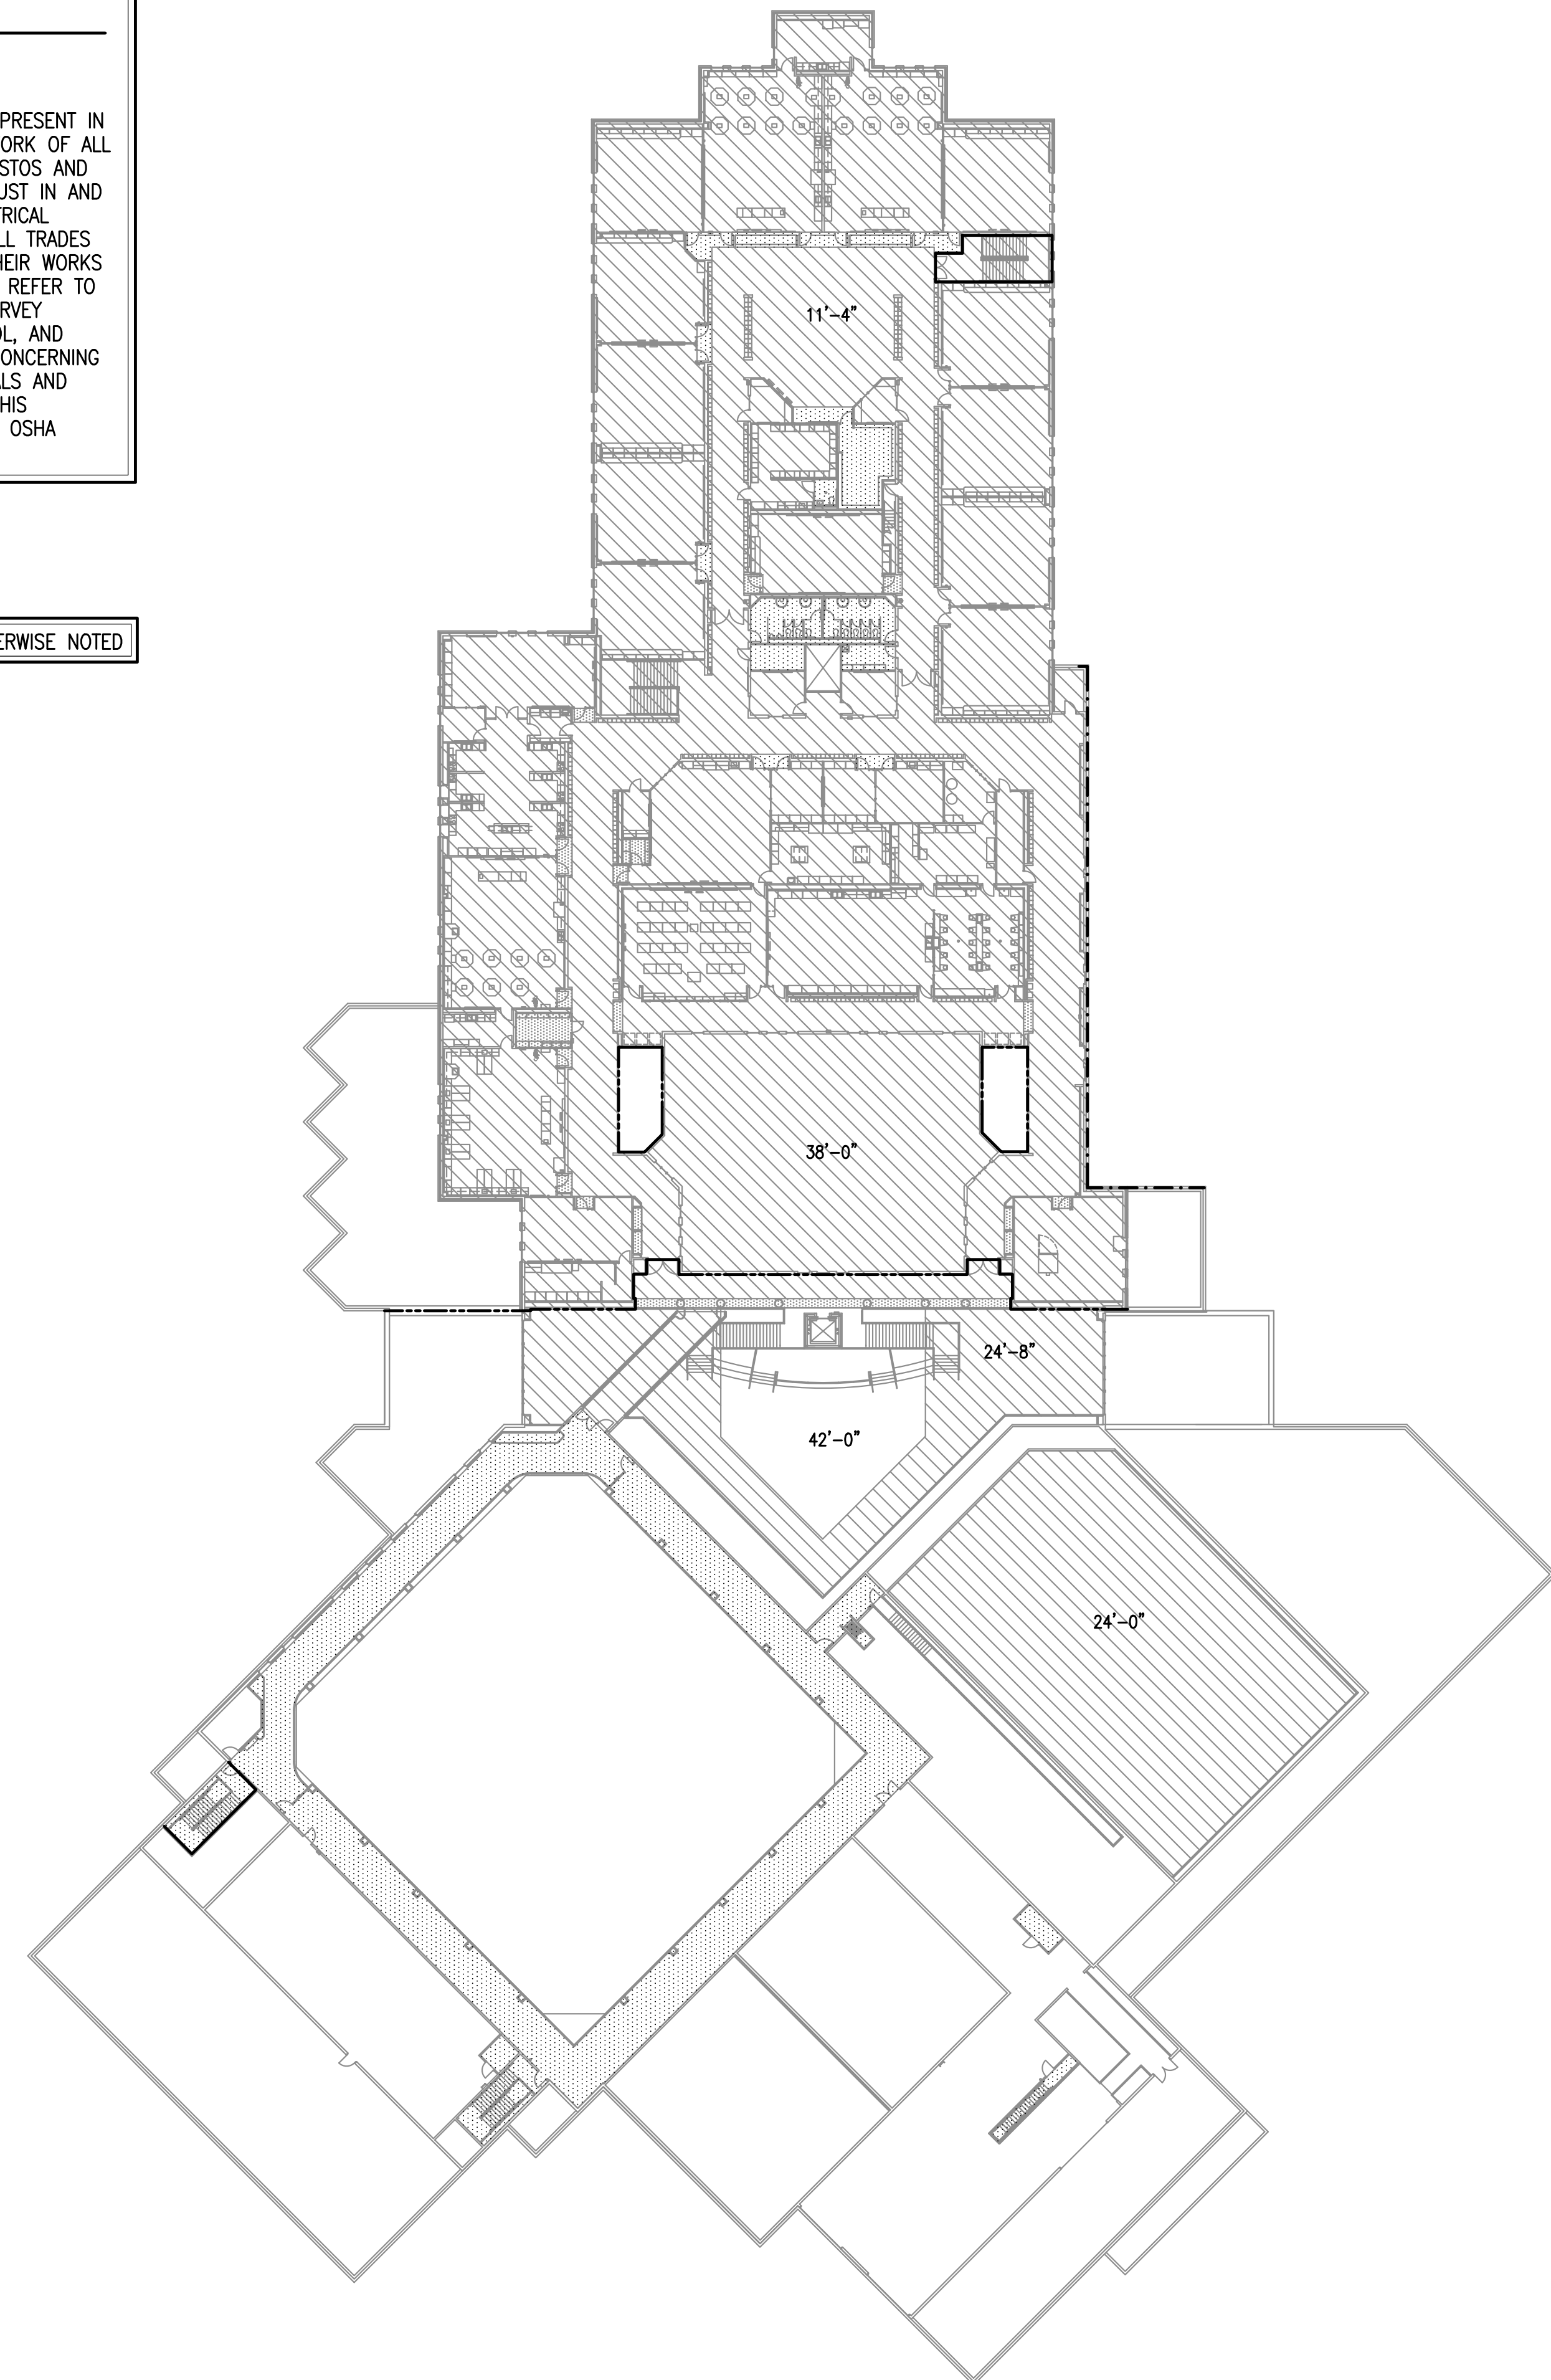 PRESENT IN
ORK OF ALL
STOS AND
UST IN AND
TRICAL
LL TRADES
HEIR WORKS
REFER TO
RVEY
OL, AND
ONCERNING
ALS AND
HIS
OSHA
ERWISE NOTED
11'-4"
38'-0"
24'-8"
42'-0"
24'-0"